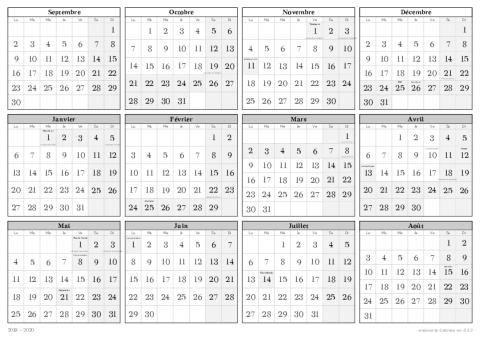 Septembre
Lu Ma Me Je Ve Sa Di
1
2 3 4 5 6 7 8
9 10 11 12 13 14 15
16 17 18 19 20 21 22
23 24 25 26 27 28 29
30
Octobre
Lu Ma Me Je Ve Sa Di
1 2 3 4 5 6
7 8 9 10 11 12 13
14 15 16 17 18 19 20
21 22 23 24 25 26 27
28 29 30 31
Novembre
Lu Ma Me Je Ve Sa Di
1 2 3
4 5 6 7 8 9 10
11 12 13 14 15 16 17
18 19 20 21 22 23 24
25 26 27 28 29 30
Décembre
Lu Ma Me Je Ve Sa Di
1
2 3 4 5 6 7 8
9 10 11 12 13 14 15
16 17 18 19 20 21 22
23 24 25 26 27 28 29
30 31
Janvier
Lu Ma Me Je Ve Sa Di
1 2 3 4 5
6 7 8 9 10 11 12
13 14 15 16 17 18 19
20 21 22 23 24 25 26
27 28 29 30 31
Février
Lu Ma Me Je Ve Sa Di
1 2
3 4 5 6 7 8 9
10 11 12 13 14 15 16
17 18 19 20 21 22 23
24 25 26 27 28 29
Mars
Lu Ma Me Je Ve Sa Di
1
2 3 4 5 6 7 8
9 10 11 12 13 14 15
16 17 18 19 20 21 22
23 24 25 26 27 28 29
30 31
Avril
Lu Ma Me Je Ve Sa Di
1 2 3 4 5
6 7 8 9 10 11 12
13 14 15 16 17 18 19
20 21 22 23 24 25 26
27 28 29 30
Mai
Lu Ma Me Je Ve Sa Di
1 2 3
4 5 6 7 8 9 10
11 12 13 14 15 16 17
18 19 20 21 22 23 24
25 26 27 28 29 30 31
Juin
Lu Ma Me Je Ve Sa Di
1 2 3 4 5 6 7
8 9 10 11 12 13 14
15 16 17 18 19 20 21
22 23 24 25 26 27 28
29 30
Juillet
Lu Ma Me Je Ve Sa Di
1 2 3 4 5
6 7 8 9 10 11 12
13 14 15 16 17 18 19
20 21 22 23 24 25 26
27 28 29 30 31
Août
Lu Ma Me Je Ve Sa Di
1 2
3 4 5 6 7 8 9
10 11 12 13 14 15 16
17 18 19 20 21 22 23
24 25 26 27 28 29 30
31
2019 - 2020